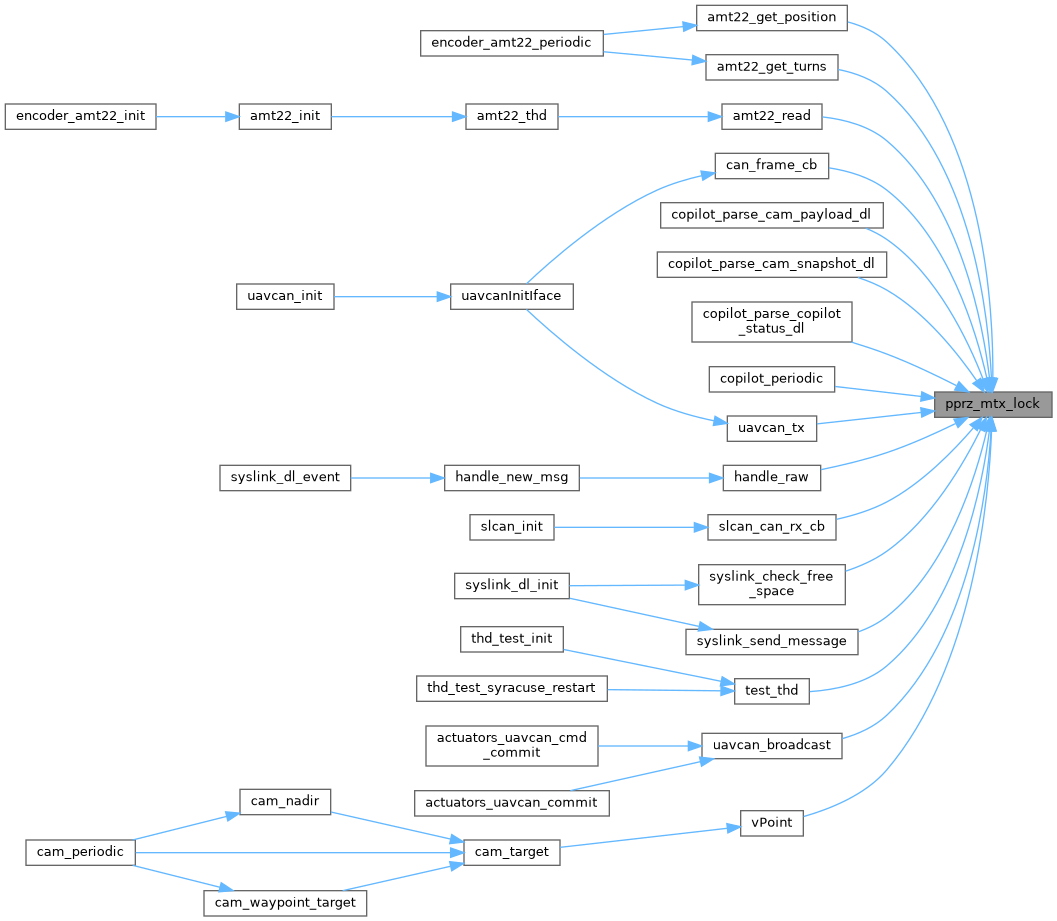 amt22_get_position
encoder_amt22_periodic
amt22_get_turns
encoder_amt22_init
amt22_init
amt22_thd
amt22_read
can_frame_cb
copilot_parse_cam_payload_dl
copilot_parse_cam_snapshot_dl
uavcan_init
uavcanInitIface
copilot_parse_copilot
_status_dl
copilot_periodic
pprz_mtx_lock
uavcan_tx
syslink_dl_event
handle_new_msg
handle_raw
slcan_init
slcan_can_rx_cb
syslink_dl_init
syslink_check_free
_space
thd_test_init
syslink_send_message
thd_test_syracuse_restart
test_thd
actuators_uavcan_cmd
_commit
uavcan_broadcast
actuators_uavcan_commit
cam_nadir
vPoint
cam_periodic
cam_target
cam_waypoint_target